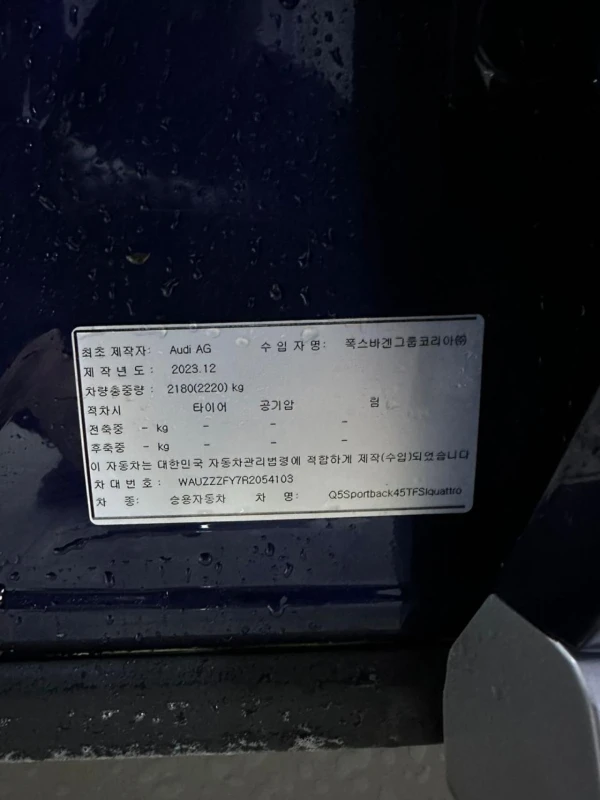 최초 제작자: Audi AG 수 입 자 명: 폭스바겐그룹코리아㈜
제 작 년 도 : 2023.12
차량총중량 : 2180(2220) kg
적차시 타이어 공기압 림
전축중 - kg - - -
후축중 - kg - - -
이 자동차는 대한민국 자동차관리법령에 적합하게 제작(수입)되었습니다
차 대 번 호 : WAUZZZFY7R2054103
차 종: 승용자동차 차 명: Q5Sportback45TFSIquattro